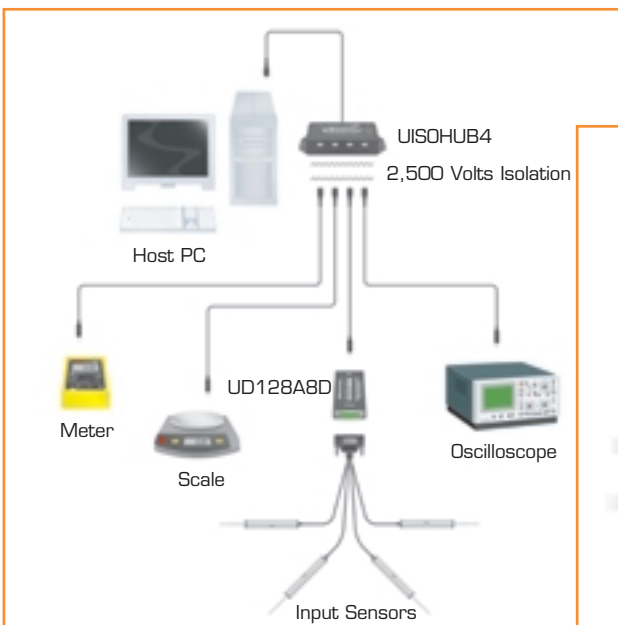 UISOHUB4
2,500 Volts Isolation
Host PC
UD128A8D
Meter
Oscilloscope
Scale
Input Sensors